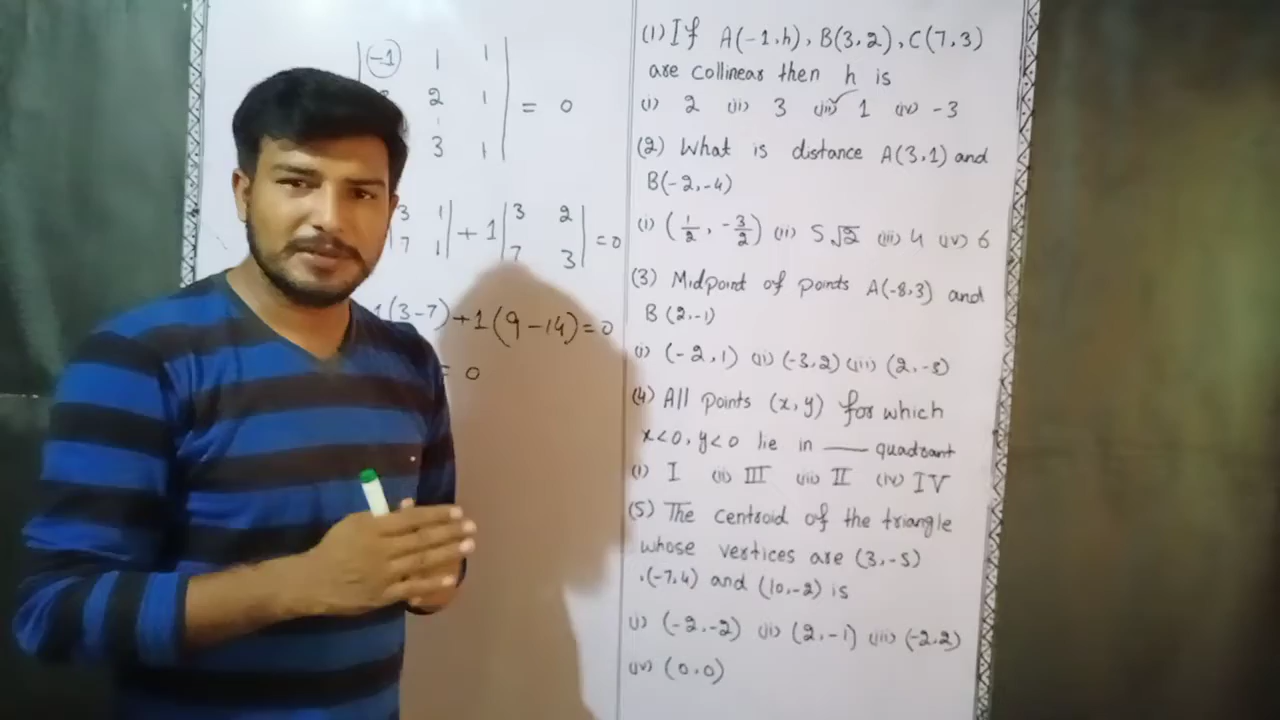 (-1) 1 1
2 1 = 0
3 1
3 1 + 1 3 2 = 0
7 1 7 3
1(3-7)+1(9-14)=0
= 0
(1) If A(-1,h), B(3,2), C(7,3)
are collinear then h is
(i) 2 (ii) 3 (iii) 1 (iv) -3
(2) What is distance A(3,1) and
B(-2,-4)
(i) (1/2, -3/2) (ii) 5√2 (iii) 4 (iv) 6
(3) Midpoint of points A(-8,3) and
B (2,-1)
(i) (-2,1) (ii) (-3,2) (iii) (2,-3)
(4) All points (x,y) for which
x<0, y<0 lie in ___ quadrant
(i) I (ii) III (iii) II (iv) IV
(5) The centroid of the triangle
whose vertices are (3,-5)
,(-7,4) and (10,-2) is
(i) (-2,-2) (ii) (2,-1) (iii) (-2,2)
(iv) (0,0)